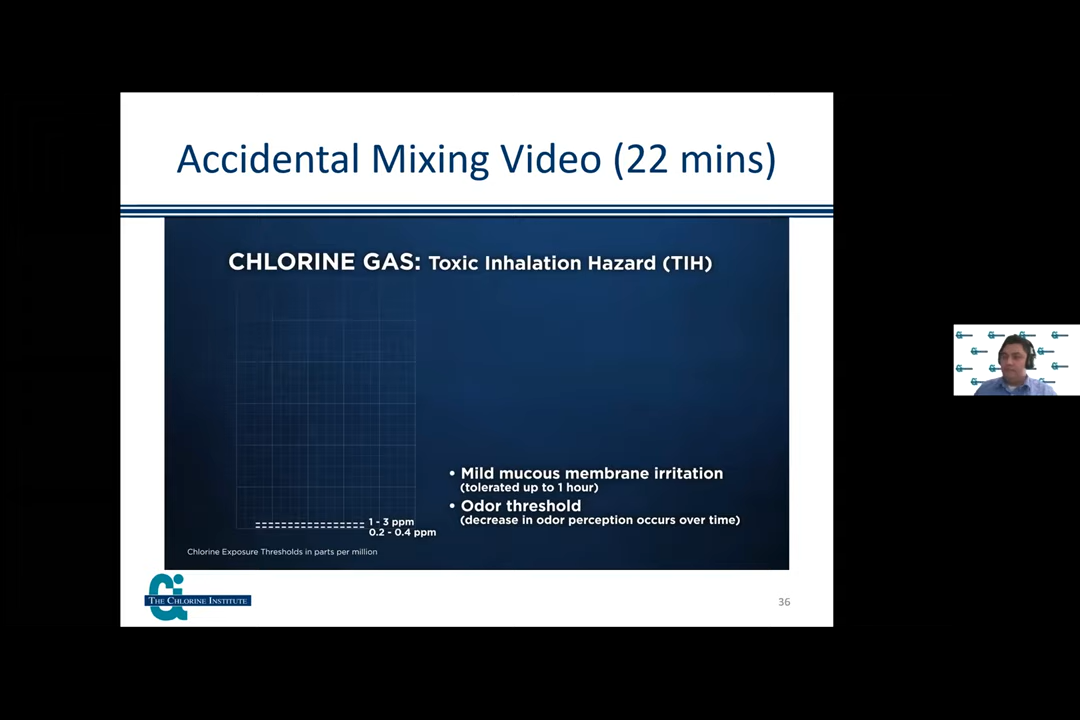 Accidental Mixing Video (22 mins)
CHLORINE GAS: Toxic Inhalation Hazard (TIH)
• Mild mucous membrane irritation
(tolerated up to 1 hour)
• Odor threshold
(decrease in odor perception occurs over time)
1 - 3 ppm
0.2 - 0.4 ppm
Chlorine Exposure Thresholds in parts per million
THE CHLORINE INSTITUTE
36